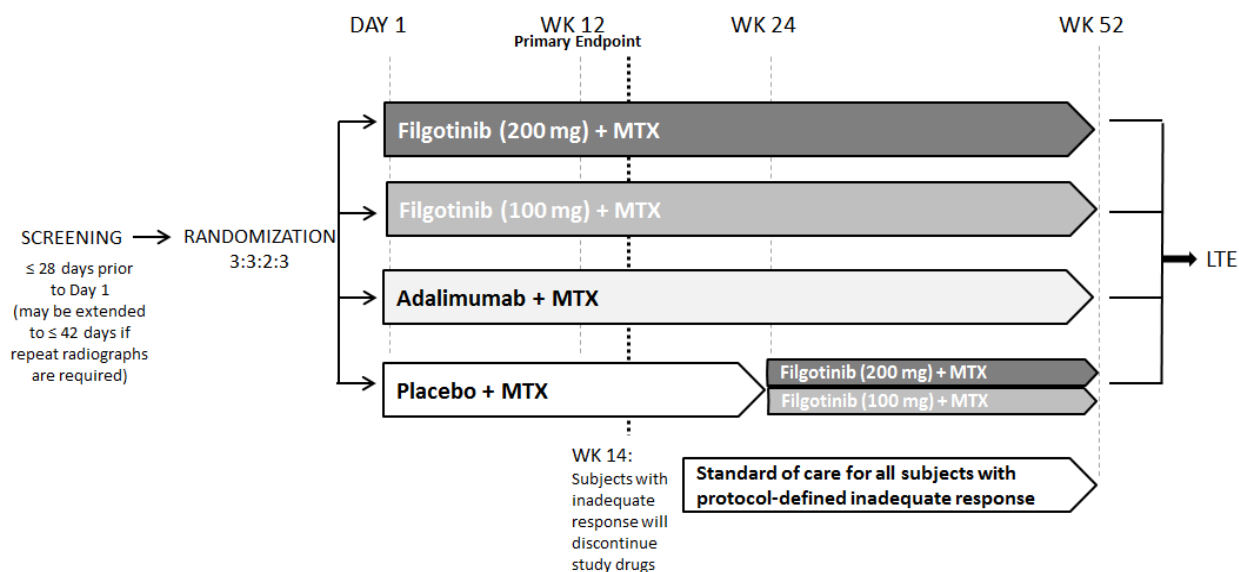 DAY 1
WK 12
WK 24
WK 52
Primary Endpoint
Filgotinib (200 mg) + MTX
Filgotinib (100 mg) + MTX
SCREENING
≤ 28 days prior
to Day 1
(may be extended
to ≤ 42 days if
repeat radiographs
are required)
RANDOMIZATION
3:3:2:3
LTE
Adalimumab + MTX
Placebo + MTX
Filgotinib (200 mg) + MTX
Filgotinib (100 mg) + MTX
WK 14:
Subjects with
inadequate
response will
discontinue
study drugs
Standard of care for all subjects with
protocol-defined inadequate response